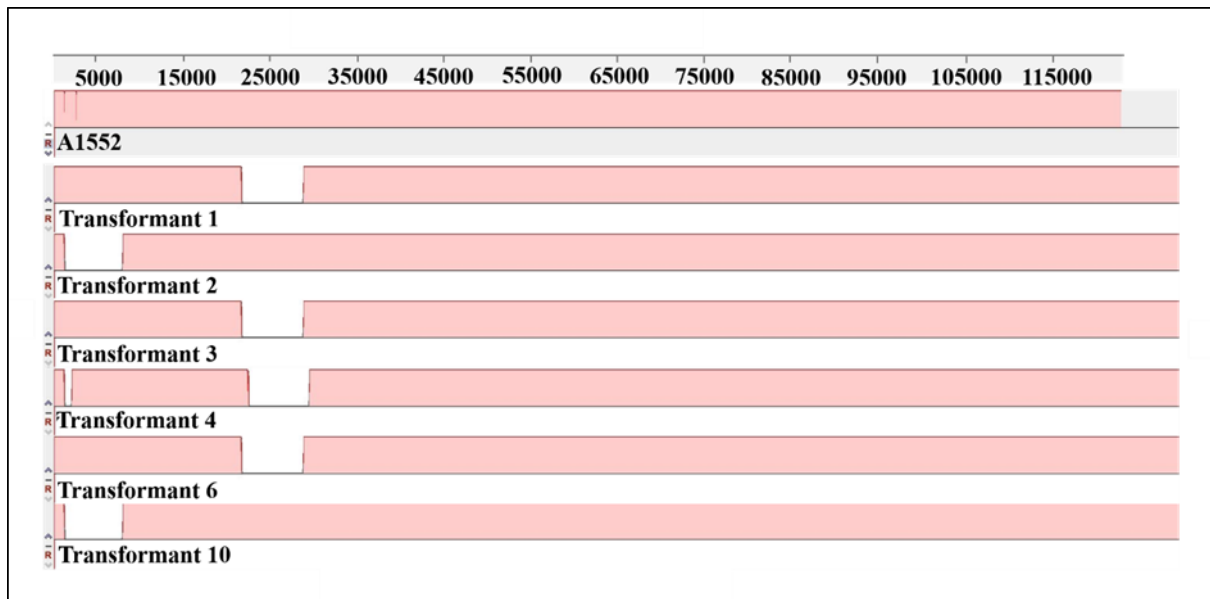 5000 15000 25000 35000 45000 55000 65000 75000 85000 95000 105000 115000
R A1552
R Transformant 1
R Transformant 2
R Transformant 3
R Transformant 4
R Transformant 6
R Transformant 10